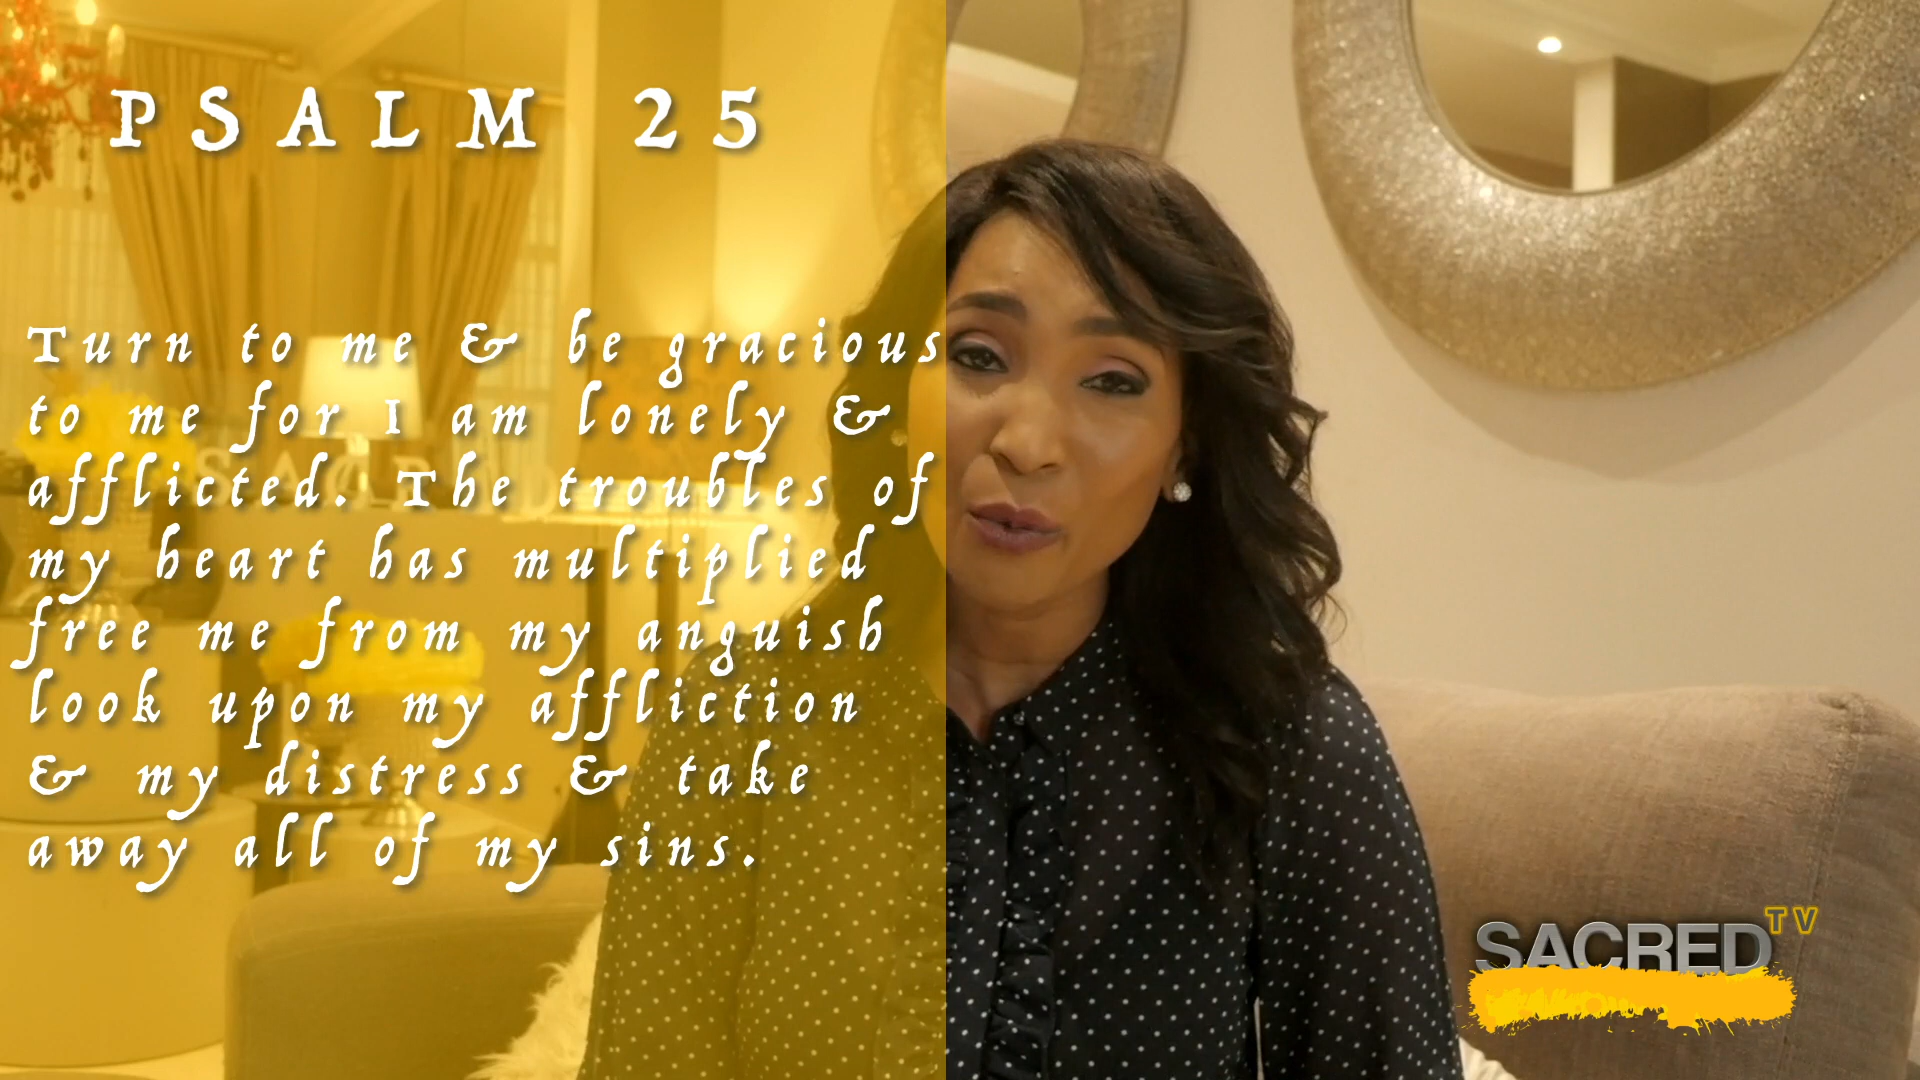 PSALM 25
Turn to me & be gracious
to me for I am lonely &
afflicted. The troubles of
my heart has multiplied
free me from my anguish
look upon my affliction
& my distress & take
away all of my sins.
SACRED TV